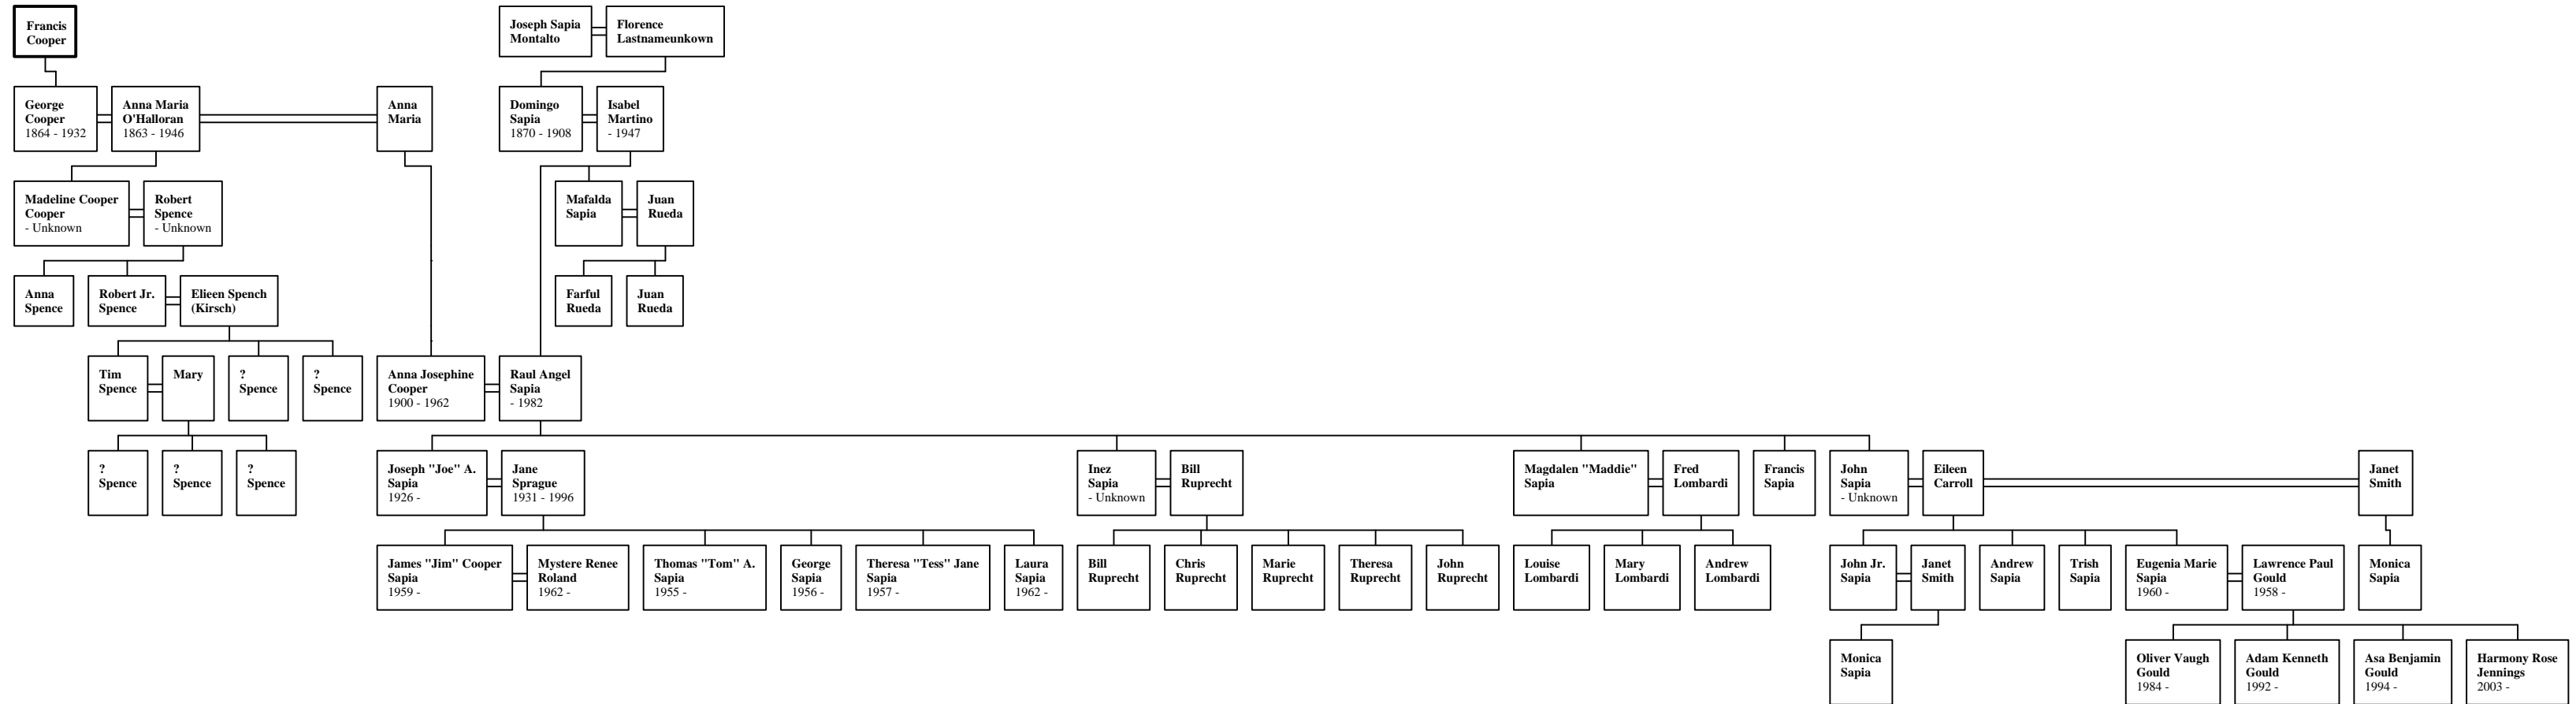 Francis
Cooper
Joseph Sapia
Montalto
Florence
Lastnameunkown
George
Cooper
1864 - 1932
Anna Maria
O'Halloran
1863 - 1946
Anna
Maria
Domingo
Sapia
1870 - 1908
Isabel
Martino
- 1947
Madeline Cooper
Cooper
- Unknown
Robert
Spence
- Unknown
Mafalda
Sapia
Juan
Rueda
Anna
Spence
Robert Jr.
Spence
Elieen Spench
(Kirsch)
Farful
Rueda
Juan
Rueda
Tim
Spence
Mary
?
Spence
?
Spence
Anna Josephine
Cooper
1900 - 1962
Raul Angel
Sapia
- 1982
?
Spence
?
Spence
?
Spence
Joseph "Joe" A.
Sapia
1926 -
Jane
Sprague
1931 - 1996
Inez
Sapia
- Unknown
Bill
Ruprecht
Magdalen "Maddie"
Sapia
Fred
Lombardi
Francis
Sapia
John
Sapia
- Unknown
Eileen
Carroll
Janet
Smith
James "Jim" Cooper
Sapia
1959 -
Mystere Renee
Roland
1962 -
Thomas "Tom" A.
Sapia
1955 -
George
Sapia
1956 -
Theresa "Tess" Jane
Sapia
1957 -
Laura
Sapia
1962 -
Bill
Ruprecht
Chris
Ruprecht
Marie
Ruprecht
Theresa
Ruprecht
John
Ruprecht
Louise
Lombardi
Mary
Lombardi
Andrew
Lombardi
John Jr.
Sapia
Janet
Smith
Andrew
Sapia
Trish
Sapia
Eugenia Marie
Sapia
1960 -
Lawrence Paul
Gould
1958 -
Monica
Sapia
Monica
Sapia
Oliver Vaugh
Gould
1984 -
Adam Kenneth
Gould
1992 -
Asa Benjamin
Gould
1994 -
Harmony Rose
Jennings
2003 -